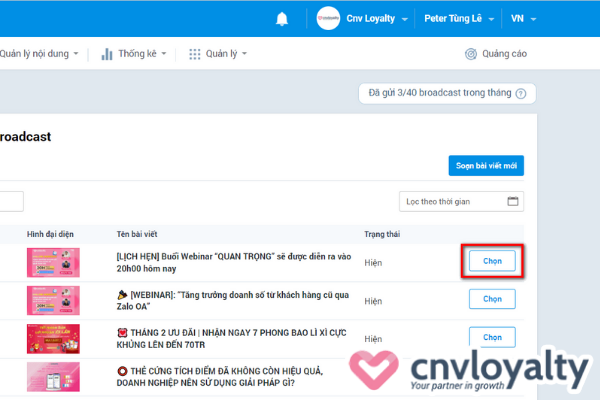 Cnv Loyalty
Peter Tùng Lê
VN
Quản lý nội dung
Thống kê
Quản lý
Quảng cáo
Đã gửi 3/40 broadcast trong tháng
roadcast
Soạn bài viết mới
Lọc theo thời gian
Hình đại diện
Tên bài viết
Trạng thái
[LỊCH HẸN] Buổi Webinar “QUAN TRỌNG” sẽ được diễn ra vào
20h00 hôm nay
Hiện
Chọn
[WEBINAR]: “Tăng trưởng doanh số từ khách hàng cũ qua
Zalo OA”
Hiện
Chọn
THÁNG 2 ƯU ĐÃI | NHẬN NGAY 7 PHONG BAO LÌ XÌ CỰC
KHỦNG LÊN ĐẾN 70TR
Hiện
Chọn
THẺ CỨNG TÍCH ĐIỂM ĐÃ KHÔNG CÒN HIỆU QUẢ,
DOANH NGHIỆP NÊN SỬ DỤNG GIẢI PHÁP GÌ?
cnvloyalty
Your partner in growth